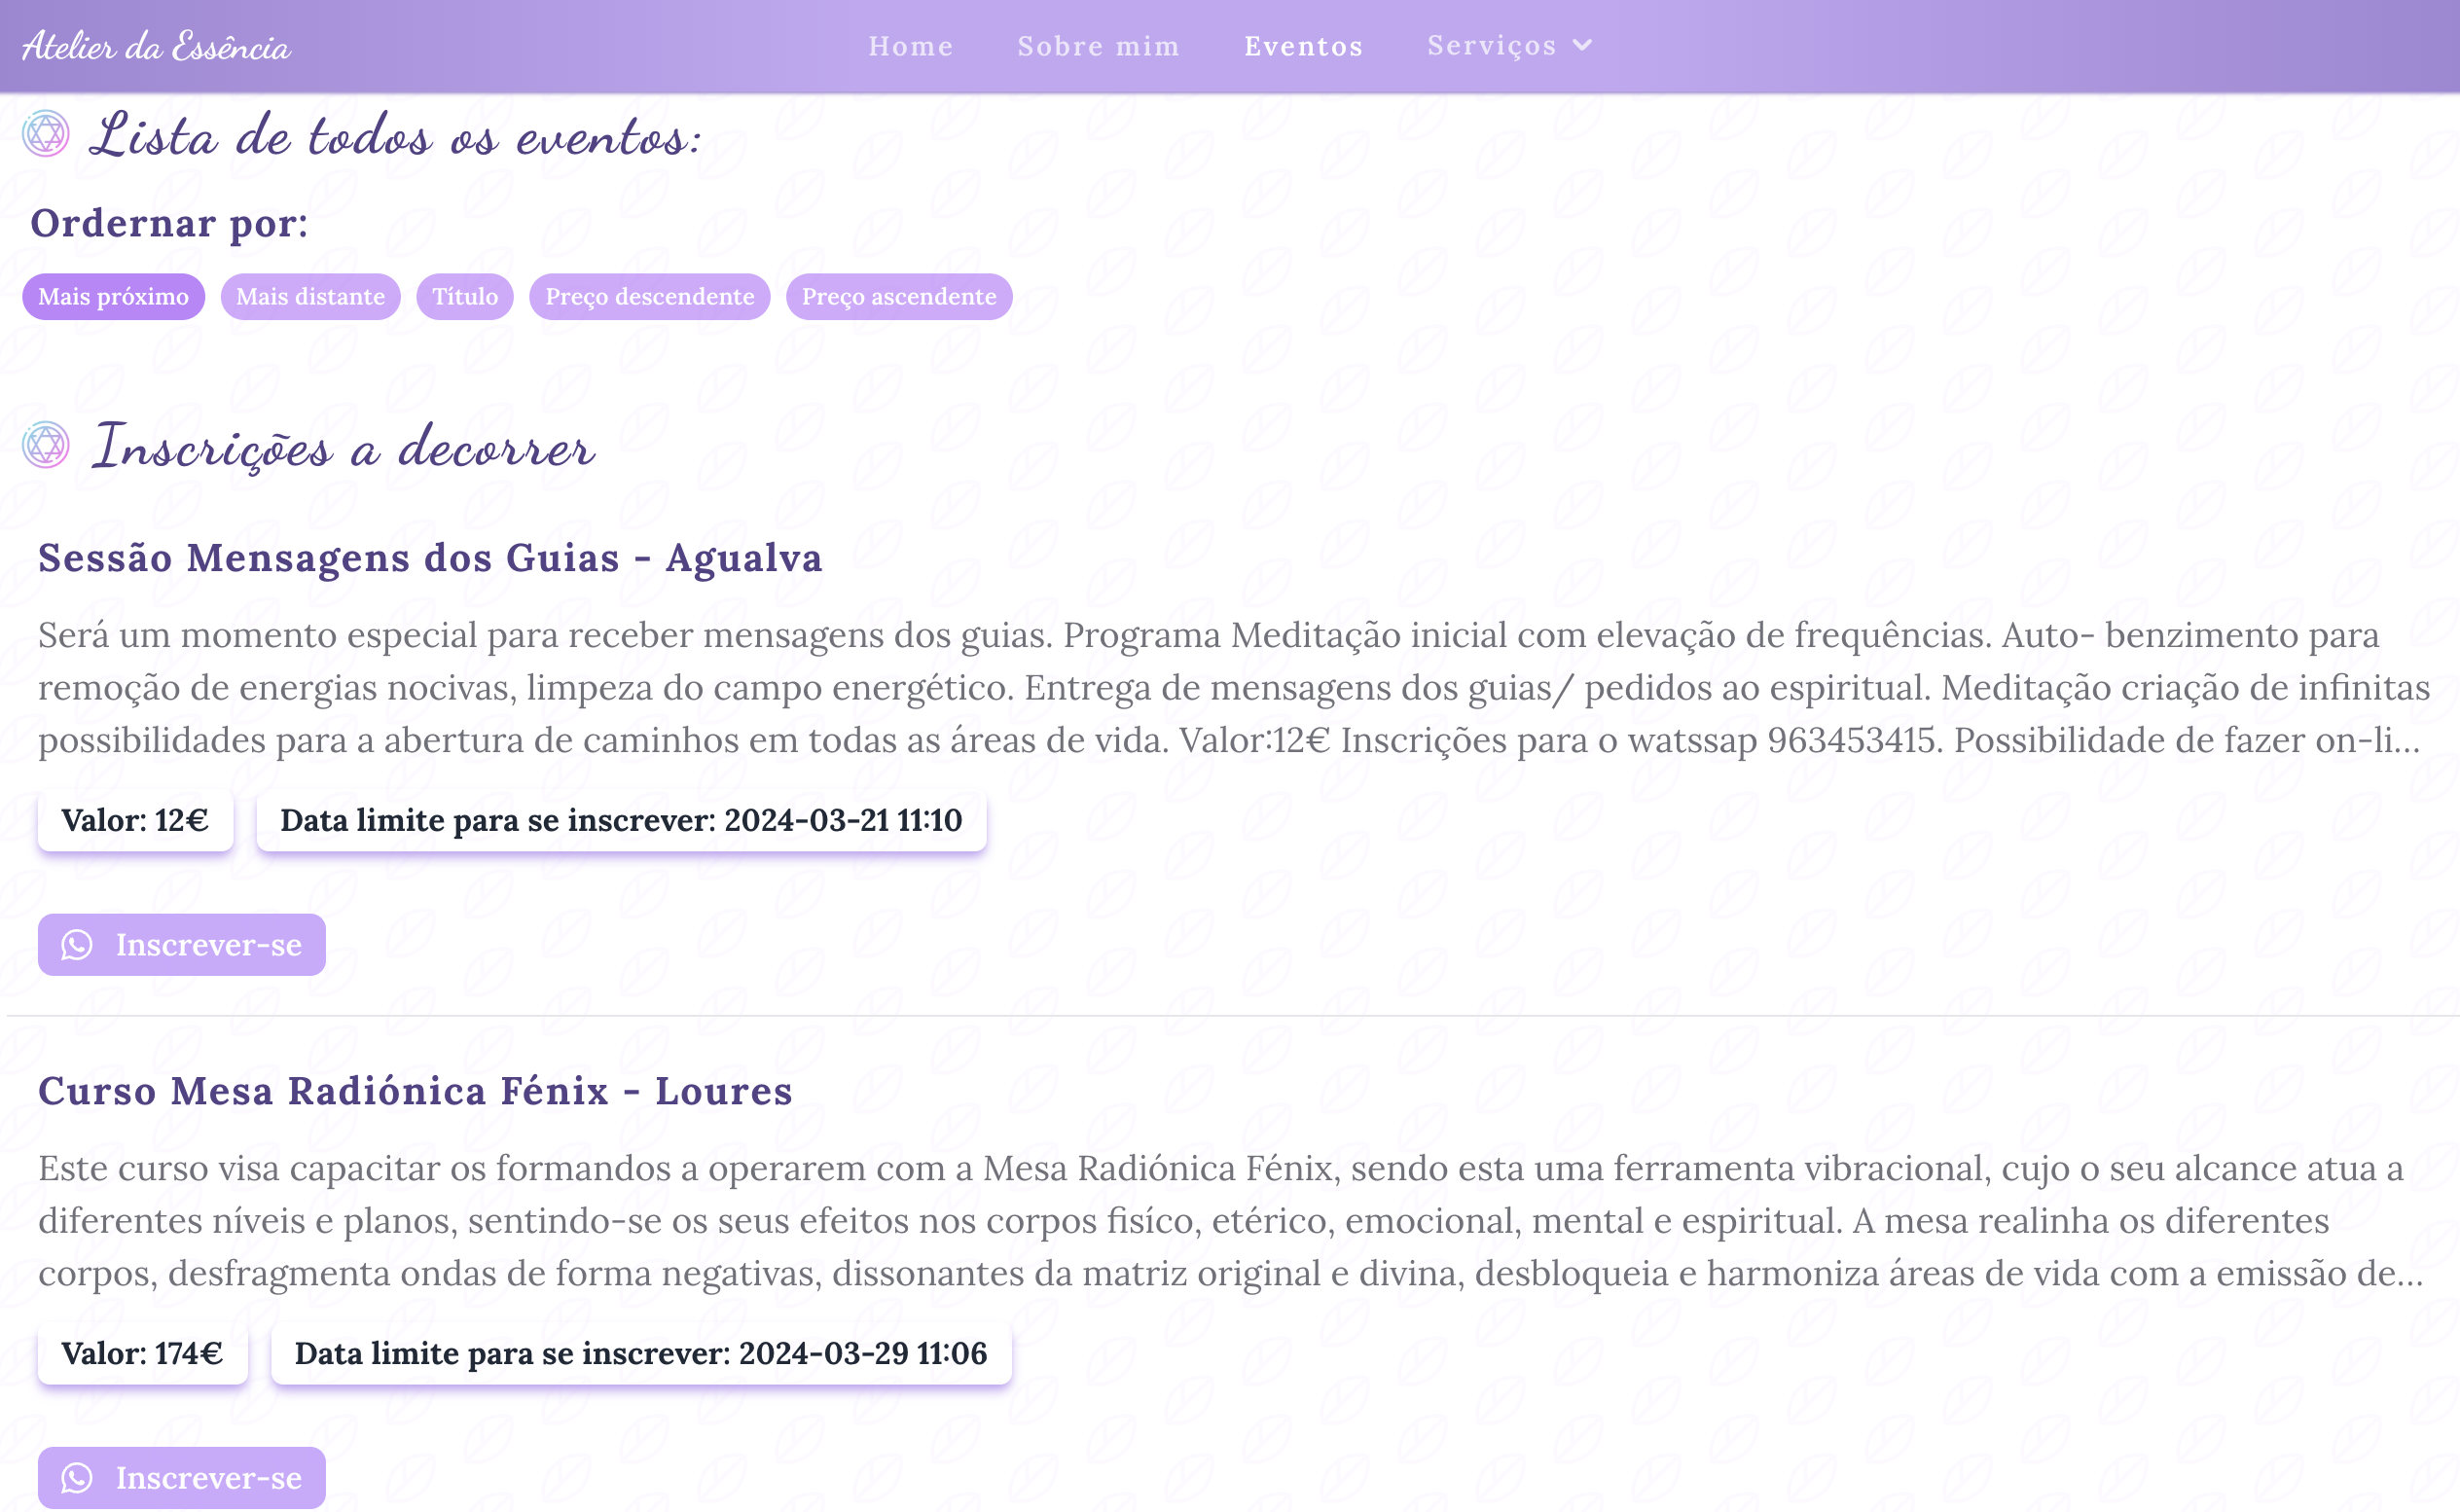 Atelier da Essência
Home Sobre mim Eventos Serviços
Lista de todos os eventos:
Ordernar por:
Mais próximo Mais distante Título Preço descendente Preço ascendente
Inscrições a decorrer
Sessão Mensagens dos Guias - Agualva
Será um momento especial para receber mensagens dos guias. Programa Meditação inicial com elevação de frequências. Auto- benzimento para
remoção de energias nocivas, limpeza do campo energético. Entrega de mensagens dos guias/ pedidos ao espiritual. Meditação criação de infinitas
possibilidades para a abertura de caminhos em todas as áreas de vida. Valor:12€ Inscrições para o watssap 963453415. Possibilidade de fazer on-li...
Valor: 12€ Data limite para se inscrever: 2024-03-21 11:10
Inscrever-se
Curso Mesa Radiónica Fénix - Loures
Este curso visa capacitar os formandos a operarem com a Mesa Radiónica Fénix, sendo esta uma ferramenta vibracional, cujo o seu alcance atua a
diferentes níveis e planos, sentindo-se os seus efeitos nos corpos fisíco, etérico, emocional, mental e espiritual. A mesa realinha os diferentes
corpos, desfragmenta ondas de forma negativas, dissonantes da matriz original e divina, desbloqueia e harmoniza áreas de vida com a emissão de...
Valor: 174€ Data limite para se inscrever: 2024-03-29 11:06
Inscrever-se